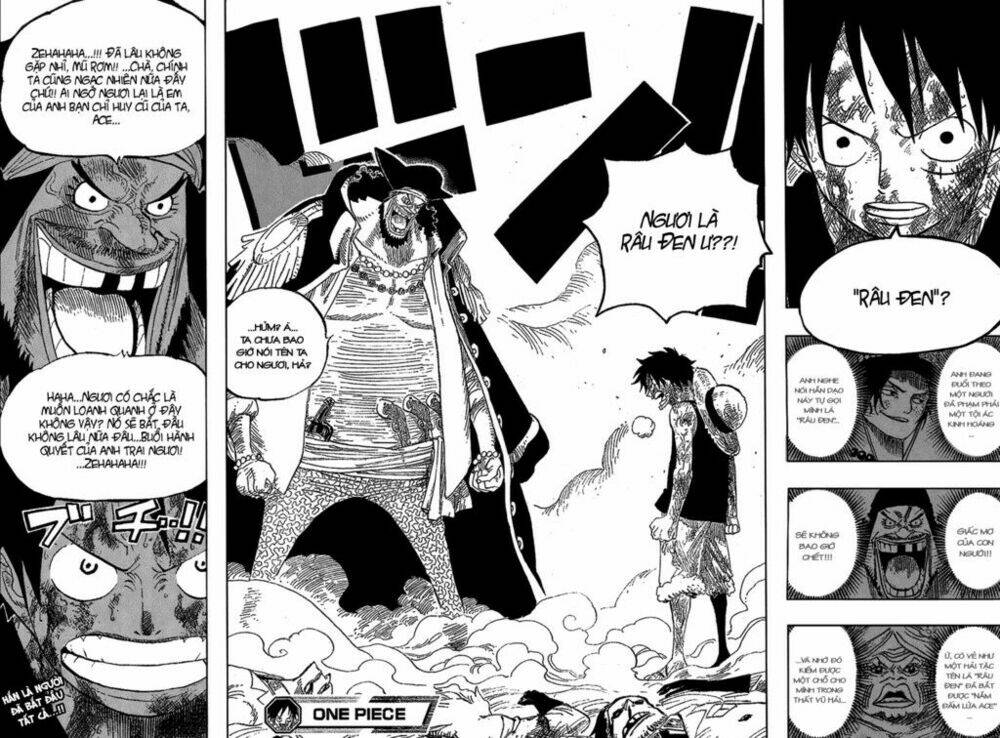 "RÂU ĐEN"?
ANH ĐANG
ĐUỔI THEO
MỘT NGƯỜI
ĐÃ PHẠM PHẢI
MỘT TỘI ÁC
KINH HOÀNG...
ANH NGHE
NÓI HẮN DẠO
NÀY TỰ GỌI
MÌNH LÀ
"RÂU ĐEN"...
GIẤC MƠ
CỦA CON
NGƯỜI!!!
SẼ KHÔNG
BAO GIỜ
CHẾT!!!
Ừ, CÓ VẺ NHƯ
MỘT HẢI TẶC
TÊN LÀ "RÂU
ĐEN" ĐÃ BẮT
ĐƯỢC "NẮM
ĐẤM LỬA ACE"
...VÀ NHỜ ĐÓ
KIẾM ĐƯỢC
MỘT CHỖ CHO
MÌNH TRONG
THẤT VŨ HẢI...
ドン
NGƯƠI LÀ
RÂU ĐEN Ư??!
...HỬM? Á...
TA CHƯA BAO
GIỜ NÓI TÊN TA
CHO NGƯƠI, HẢ?
ONE PIECE
ZEHAHAHA...!!! ĐÃ LÂU KHÔNG
GẶP NHỈ, MŨ RƠM!! ...CHÀ, CHÍNH
TA CŨNG NGẠC NHIÊN NỮA ĐẤY
CHỨ!! AI NGỜ NGƯƠI LẠI LÀ EM
CỦA ANH BẠN CHỈ HUY CŨ CỦA TA,
ACE...
HAHA...NGƯƠI CÓ CHẮC LÀ
MUỐN LOANH QUANH Ở ĐÂY
KHÔNG VẬY? NÓ SẼ BẮT ĐẦU
KHÔNG LÂU NỮA ĐÂU...BUỔI HÀNH
QUYẾT CỦA ANH TRAI NGƯƠI!
...ZEHAHAHA!!!
ブチ..!!
HẮN LÀ NGƯỜI
ĐÃ BẮT ĐẦU
TẤT CẢ...!!